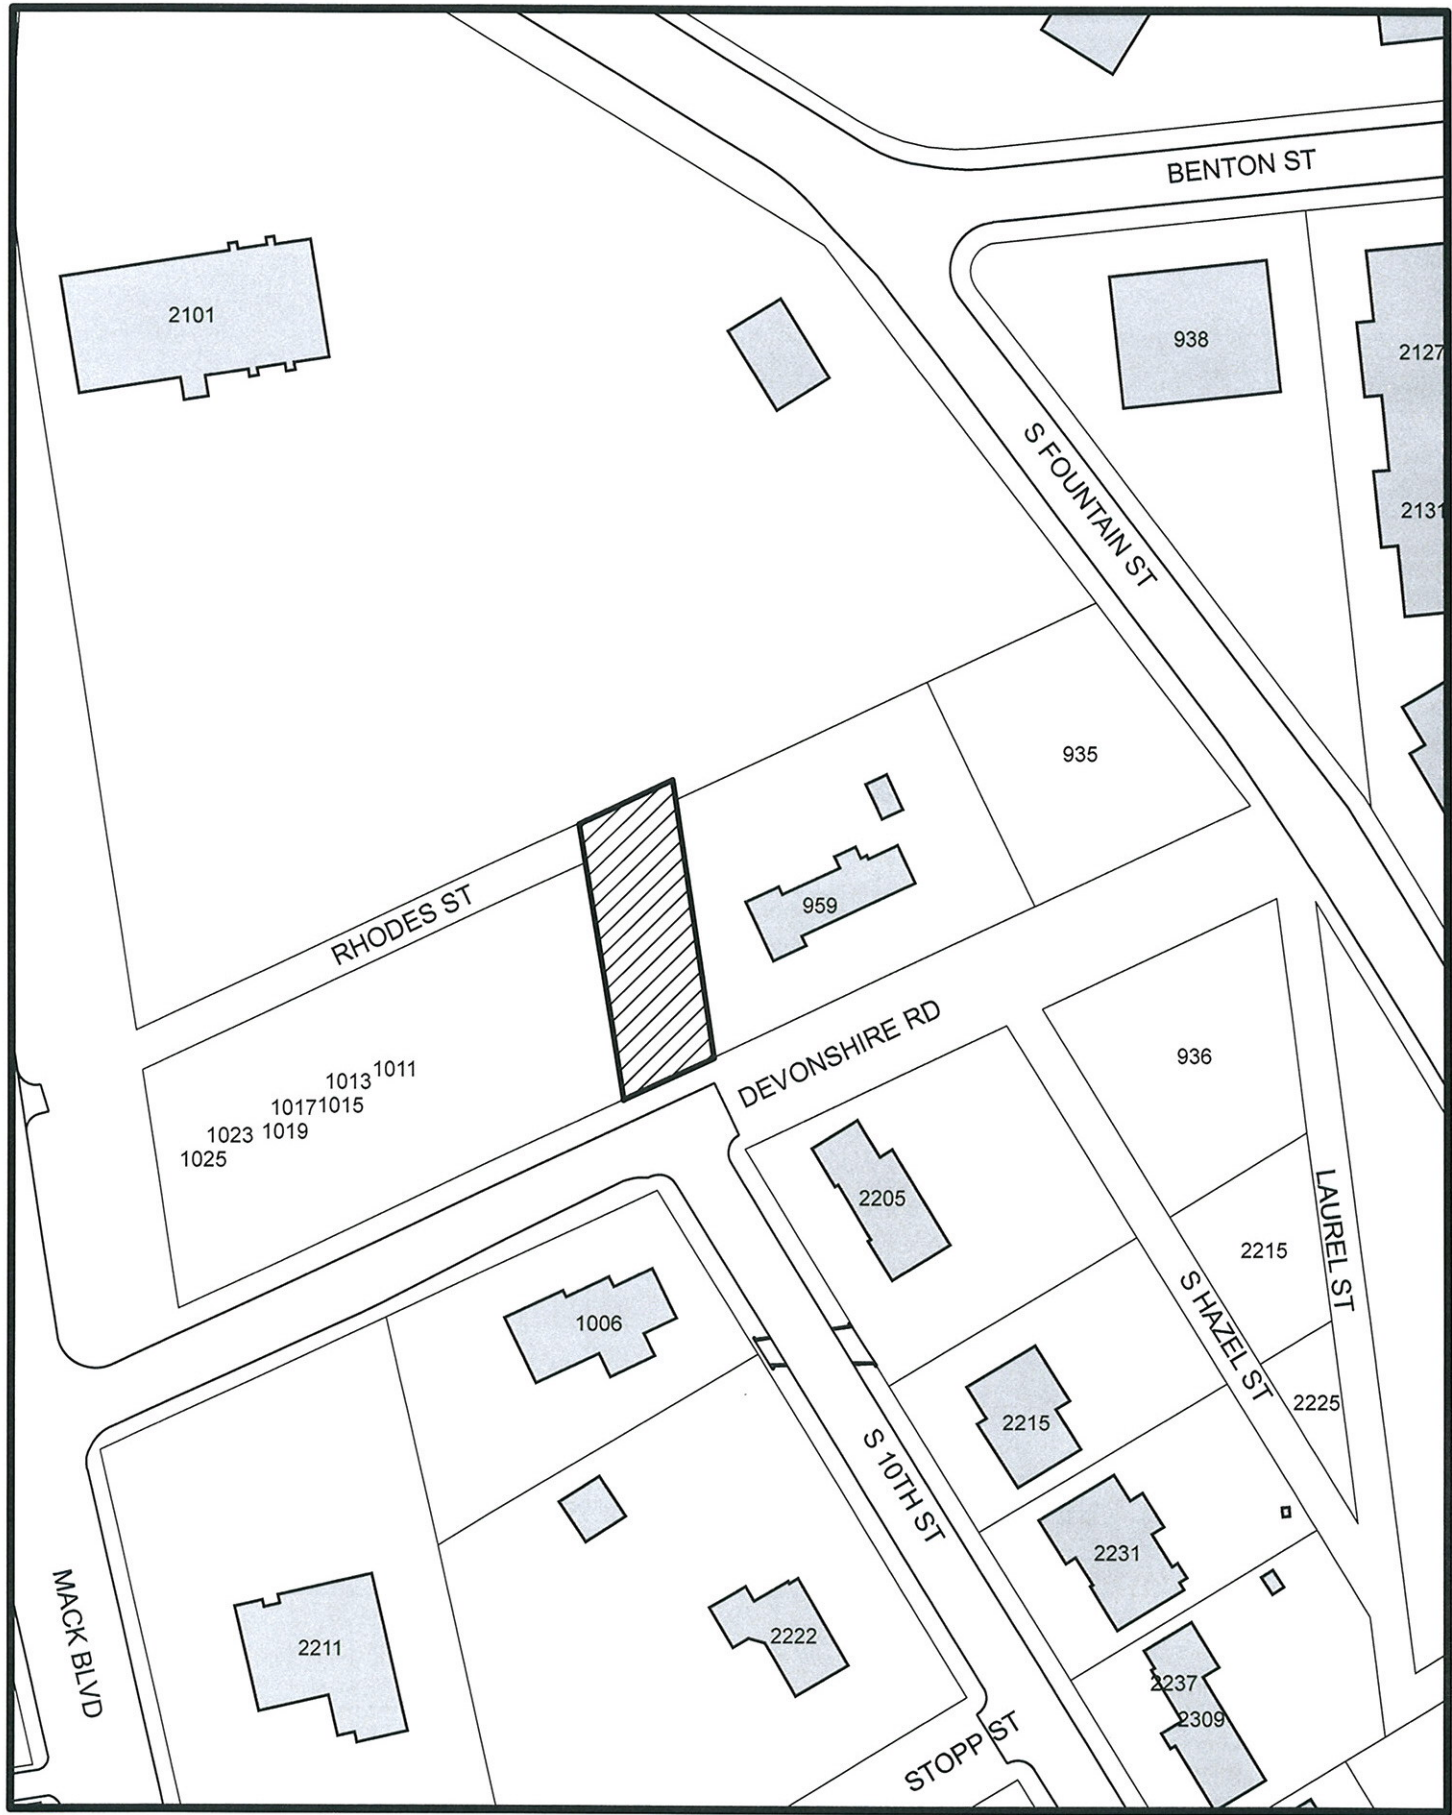 BENTON ST
2101
938
2127
S FOUNTAIN ST
2131
935
959
RHODES ST
DEVONSHIRE RD
936
1011
1013
1015
1017
1019
1023
1025
2205
LAUREL ST
2215
S HAZEL ST
1006
2225
2215
S 10TH ST
2231
MACK BLVD
2211
2222
2237
2309
STOPP ST